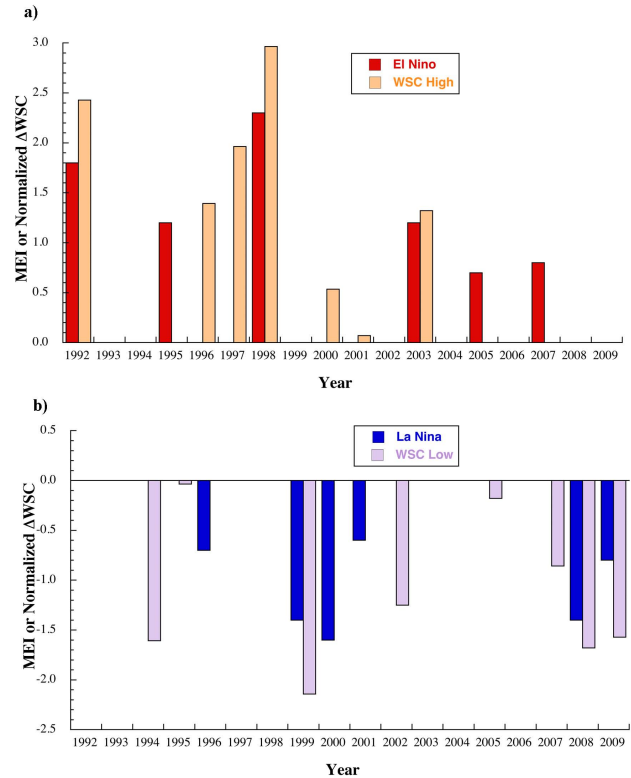 a)
MEI or Normalized ΔWSC
3.0
2.5
2.0
1.5
1.0
0.5
0.0
El Nino
WSC High
1992 1993 1994 1995 1996 1997 1998 1999 2000 2001 2002 2003 2004 2005 2006 2007 2008 2009
Year
b)
MEI or Normalized ΔWSC
0.5
0.0
-0.5
-1.0
-1.5
-2.0
-2.5
La Nina
WSC Low
1992 1993 1994 1995 1996 1997 1998 1999 2000 2001 2002 2003 2004 2005 2006 2007 2008 2009
Year